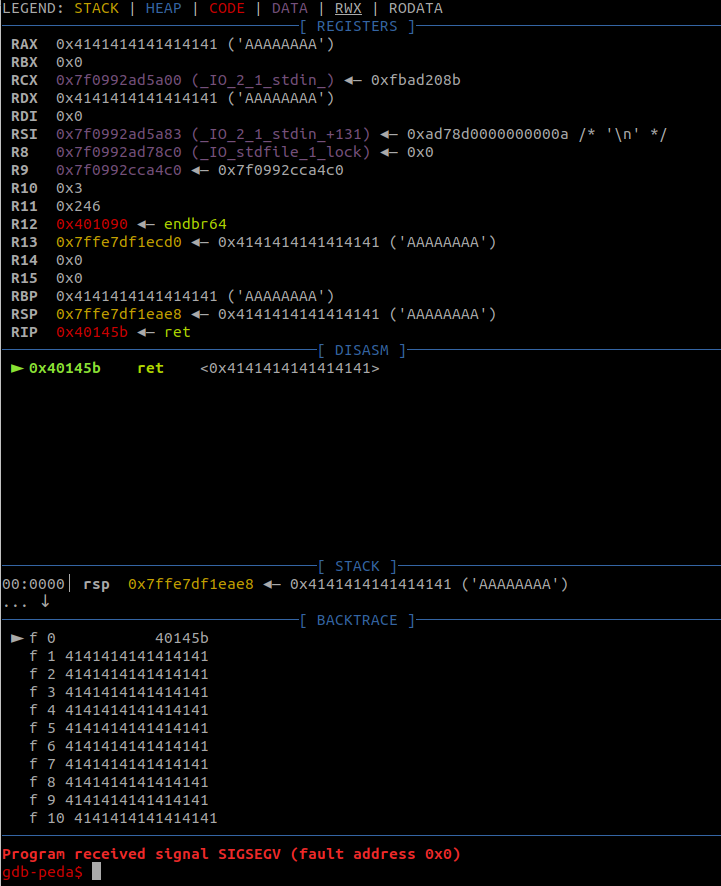 LEGEND: STACK | HEAP | CODE | DATA | RWX | RODATA
[ REGISTERS ]
RAX  0x4141414141414141 ('AAAAAAAA')
RBX  0x0
RCX  0x7f0992ad5a00 (_IO_2_1_stdin_) ◂— 0xfbad208b
RDX  0x4141414141414141 ('AAAAAAAA')
RDI  0x0
RSI  0x7f0992ad5a83 (_IO_2_1_stdin_+131) ◂— 0xad78d0000000000a /* '\n' */
R8   0x7f0992ad78c0 (_IO_stdfile_1_lock) ◂— 0x0
R9   0x7f0992cca4c0 ◂— 0x7f0992cca4c0
R10  0x3
R11  0x246
R12  0x401090 ◂— endbr64
R13  0x7ffe7df1ecd0 ◂— 0x4141414141414141 ('AAAAAAAA')
R14  0x0
R15  0x0
RBP  0x4141414141414141 ('AAAAAAAA')
RSP  0x7ffe7df1eae8 ◂— 0x4141414141414141 ('AAAAAAAA')
RIP  0x40145b ◂— ret
[ DISASM ]
► 0x40145b    ret    <0x4141414141414141>
[ STACK ]
00:0000│ rsp  0x7ffe7df1eae8 ◂— 0x4141414141414141 ('AAAAAAAA')
... ↓
[ BACKTRACE ]
► f 0           40145b
f 1 4141414141414141
f 2 4141414141414141
f 3 4141414141414141
f 4 4141414141414141
f 5 4141414141414141
f 6 4141414141414141
f 7 4141414141414141
f 8 4141414141414141
f 9 4141414141414141
f 10 4141414141414141
Program received signal SIGSEGV (fault address 0x0)
gdb-peda$